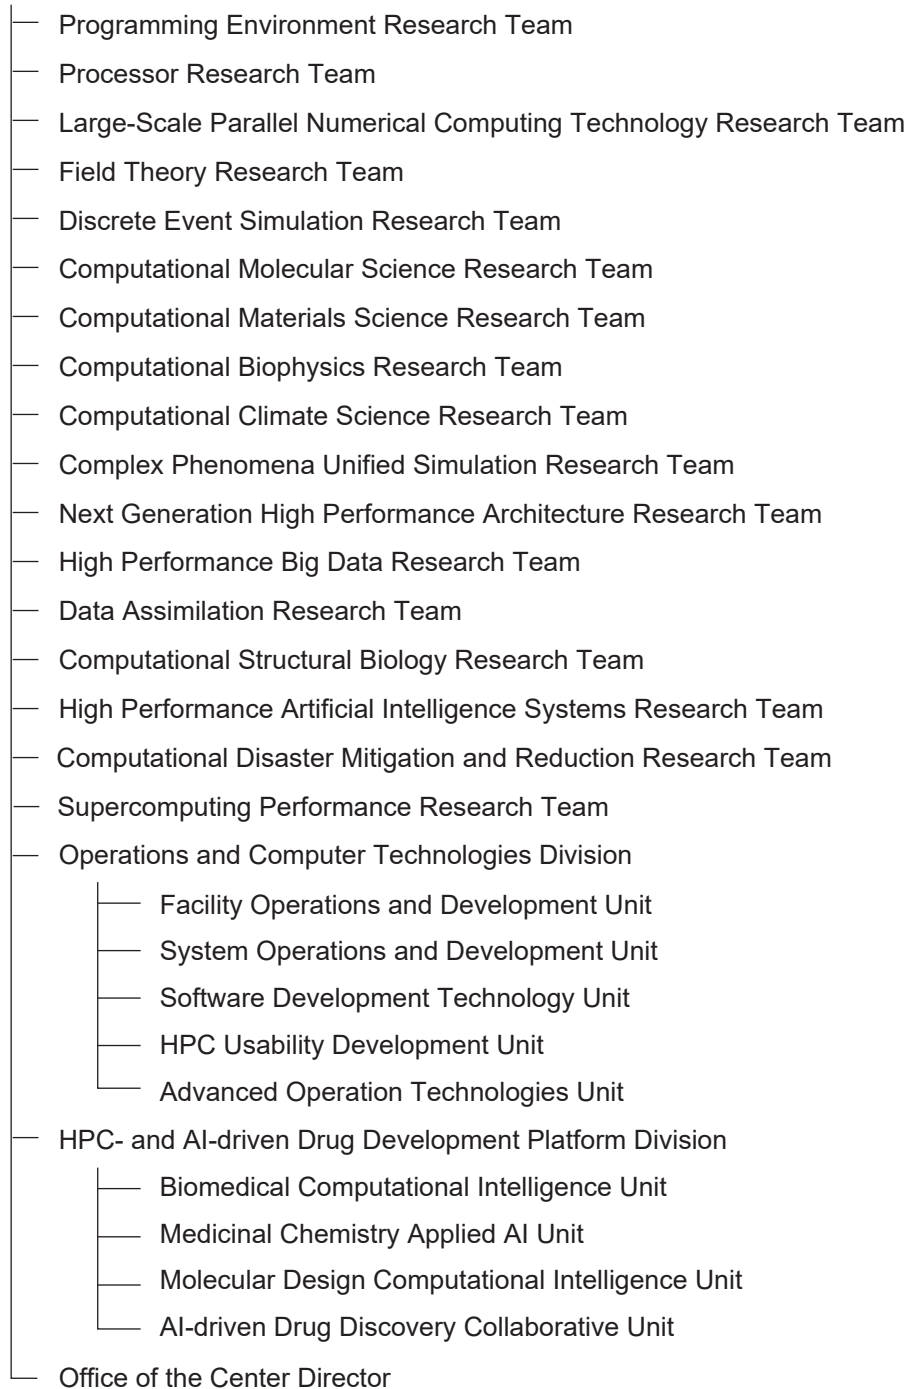 Programming Environment Research Team
Processor Research Team
Large-Scale Parallel Numerical Computing Technology Research Team
Field Theory Research Team
Discrete Event Simulation Research Team
Computational Molecular Science Research Team
Computational Materials Science Research Team
Computational Biophysics Research Team
Computational Climate Science Research Team
Complex Phenomena Unified Simulation Research Team
Next Generation High Performance Architecture Research Team
High Performance Big Data Research Team
Data Assimilation Research Team
Computational Structural Biology Research Team
High Performance Artificial Intelligence Systems Research Team
Computational Disaster Mitigation and Reduction Research Team
Supercomputing Performance Research Team
Operations and Computer Technologies Division
Facility Operations and Development Unit
System Operations and Development Unit
Software Development Technology Unit
HPC Usability Development Unit
Advanced Operation Technologies Unit
HPC- and AI-driven Drug Development Platform Division
Biomedical Computational Intelligence Unit
Medicinal Chemistry Applied AI Unit
Molecular Design Computational Intelligence Unit
AI-driven Drug Discovery Collaborative Unit
Office of the Center Director